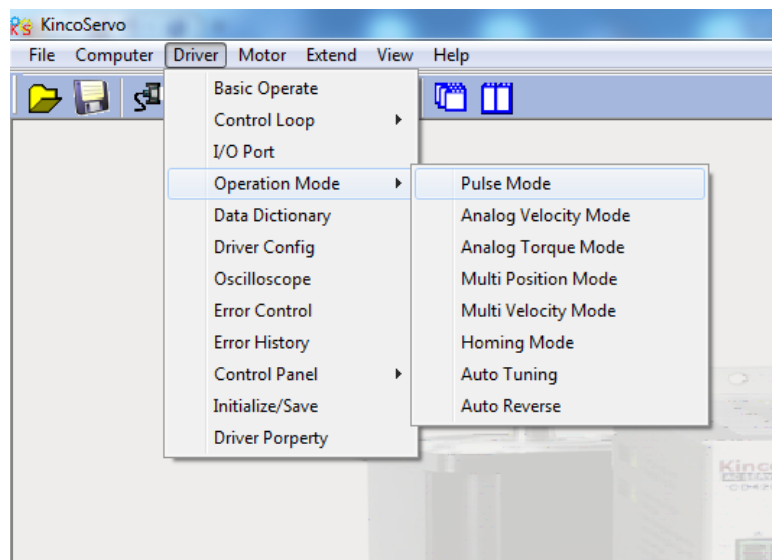 KincoServo
File Computer Driver Motor Extend View Help
Basic Operate
Control Loop
I/O Port
Operation Mode
Data Dictionary
Driver Config
Oscilloscope
Error Control
Error History
Control Panel
Initialize/Save
Driver Porperty
Pulse Mode
Analog Velocity Mode
Analog Torque Mode
Multi Position Mode
Multi Velocity Mode
Homing Mode
Auto Tuning
Auto Reverse